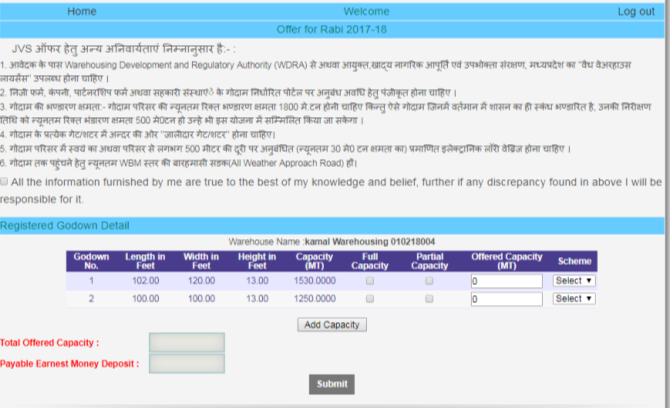 Home Welcome Log out
Offer for Rabi 2017-18
JVS ऑफर हेतु अन्य अनिवार्यताएं निम्नानुसार है:- :
1. आवेदक के पास Warehousing Development and Regulatory Authority (WDRA) से अथवा आयुक्त,खाद्य नागरिक आपूर्ति एवं उपभोक्ता संरक्षण, मध्यप्रदेश का "वैध वेअरहाउस
लायसेंस" उपलब्ध होना चाहिए ।
2. निजी फर्म, कंपनी, पार्टनरशिप फर्म अथवा सहकारी संस्थाएें के गोदाम निर्धारित पोर्टल पर अनुबंध अवधि हेतु पंजीकृत होना चाहिए ।
3. गोदाम की भण्डारण क्षमता:- गोदाम परिसर की न्यूनतम रिक्त भण्डारण क्षमता 1800 मे.टन होनी चाहिए किन्तु ऐसे गोदाम जिनमें वर्तमान में शासन का ही स्कंध भण्डारित है, उनकी निरीक्षण
तिथि को न्यूनतम रिक्त भंडारण क्षमता 500 मे0टन हो उन्हे भी इस योजना में सम्मिलित किया जा सकेगा ।
4. गोदाम के प्रत्येक गेट/शटर में अन्दर की ओर "जालीदार गेट/शटर" होना चाहिए।
5. गोदाम परिसर में स्वयं का अथवा परिसर से लगभग 500 मीटर की दूरी पर अनुबंधित (न्यूनतम 30 मे0 टन क्षमता का) प्रमाणित इलेक्ट्रानिक लॉरी वेब्रिज होना चाहिए ।
6. गोदाम तक पहुंचने हेतु न्यूनतम WBM स्तर की बारहमासी सडक(All Weather Approach Road) हों।
All the information furnished by me are true to the best of my knowledge and belief, further if any discrepancy found in above I will be
responsible for it.
Registered Godown Detail
Warehouse Name :kamal Warehousing 010218004
Godown No. Length in Feet Width in Feet Height in Feet Capacity (MT) Full Capacity Partial Capacity Offered Capacity (MT) Scheme
1 102.00 120.00 13.00 1530.0000 0 Select ▼
2 100.00 100.00 13.00 1250.0000 0 Select ▼
Add Capacity
Total Offered Capacity :
Payable Earnest Money Deposit :
Submit